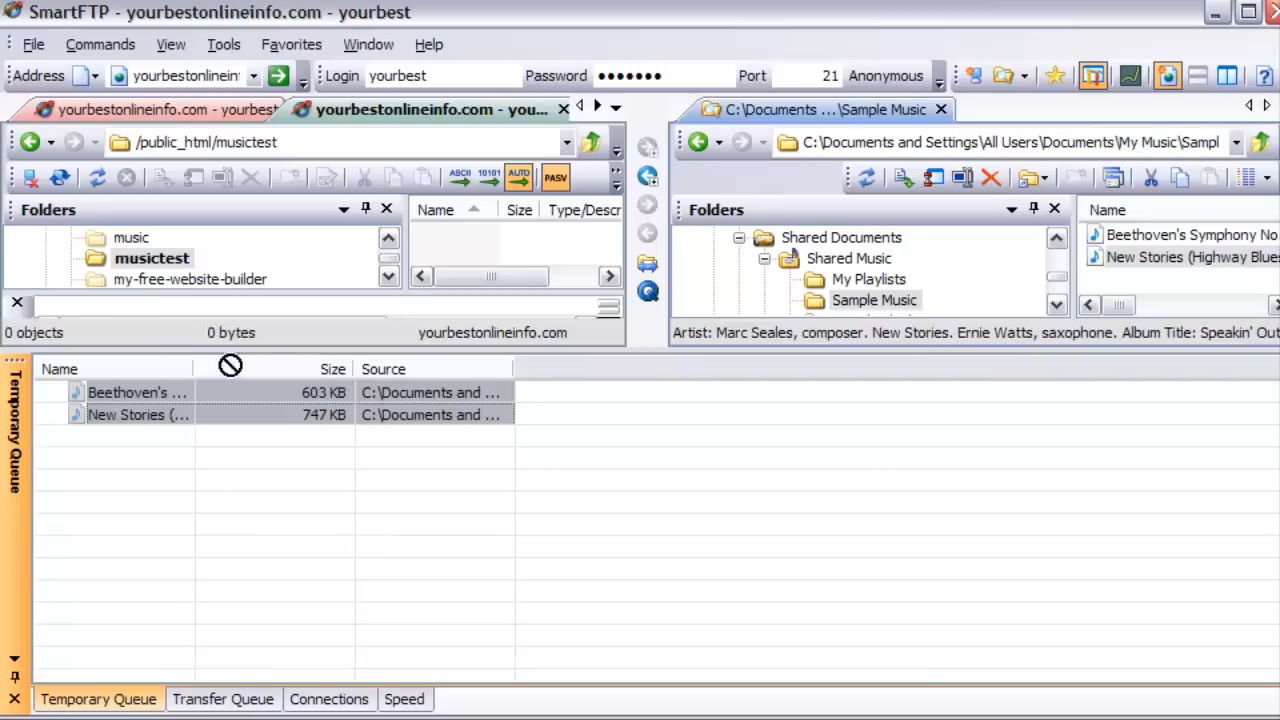 SmartFTP - yourbestonlineinfo.com - yourbest
File Commands View Tools Favorites Window Help
Address yourbestonlinein Login yourbest Password ●●●●●●● Port 21 Anonymous
yourbestonlineinfo.com - yourbest yourbestonlineinfo.com - you... C:\Documents ...\Sample Music
/public_html/musictest C:\Documents and Settings\All Users\Documents\My Music\Sampl
ASCII 10101 AUTO PASV
Folders Name Size Type/Descr Folders Name
music Shared Documents Beethoven's Symphony No
musictest Shared Music New Stories (Highway Blues
my-free-website-builder My Playlists
Sample Music
0 objects 0 bytes yourbestonlineinfo.com Artist: Marc Seales, composer. New Stories. Ernie Watts, saxophone. Album Title: Speakin' Out
Temporary Queue
Name Size Source
Beethoven's ... 603 KB C:\Documents and ...
New Stories (... 747 KB C:\Documents and ...
Temporary Queue Transfer Queue Connections Speed